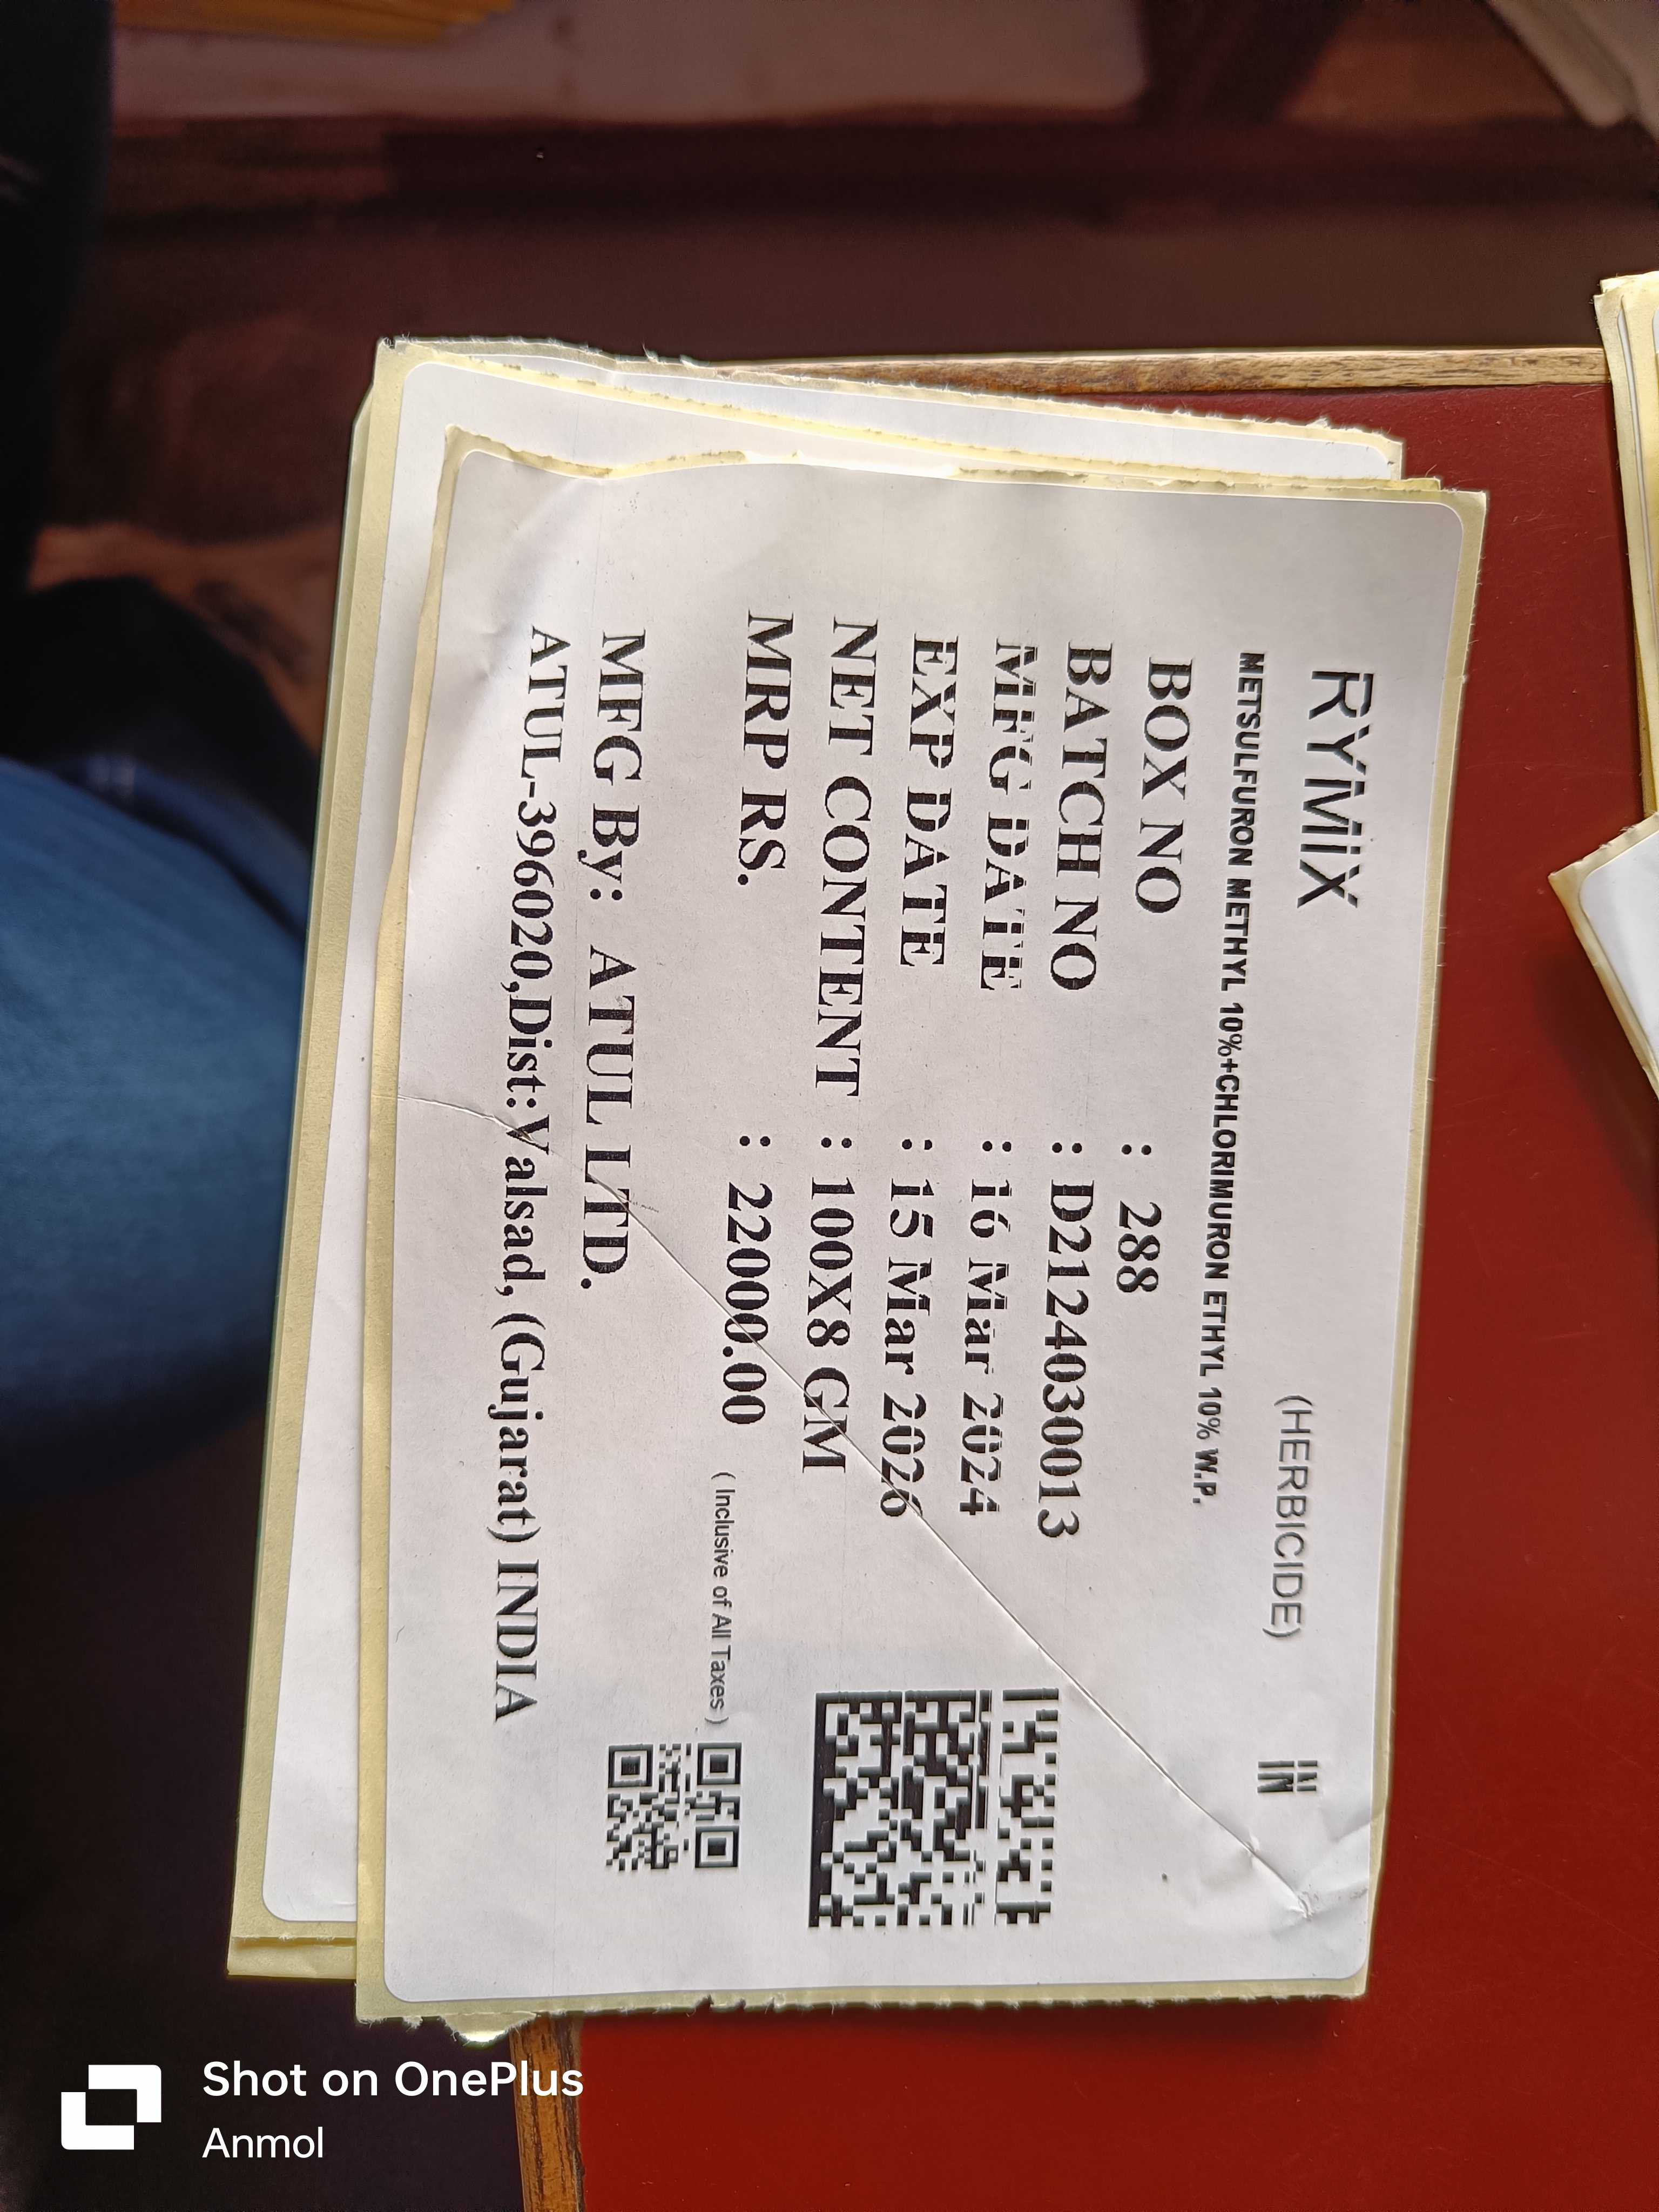 RYMiX (HERBICIDE) IN
METSULFURON METHYL 10%+CHLORIMURON ETHYL 10% W.P.
BOX NO : 288
BATCH NO : D2124030013
MFG DATE : 16 Mar 2024
EXP DATE : 15 Mar 2026
NET CONTENT : 100X8 GM
MRP RS. : 22000.00 ( Inclusive of All Taxes )
MFG By: ATUL LTD.
ATUL-396020,Dist:Valsad, (Gujarat) INDIA
Shot on OnePlus
Anmol